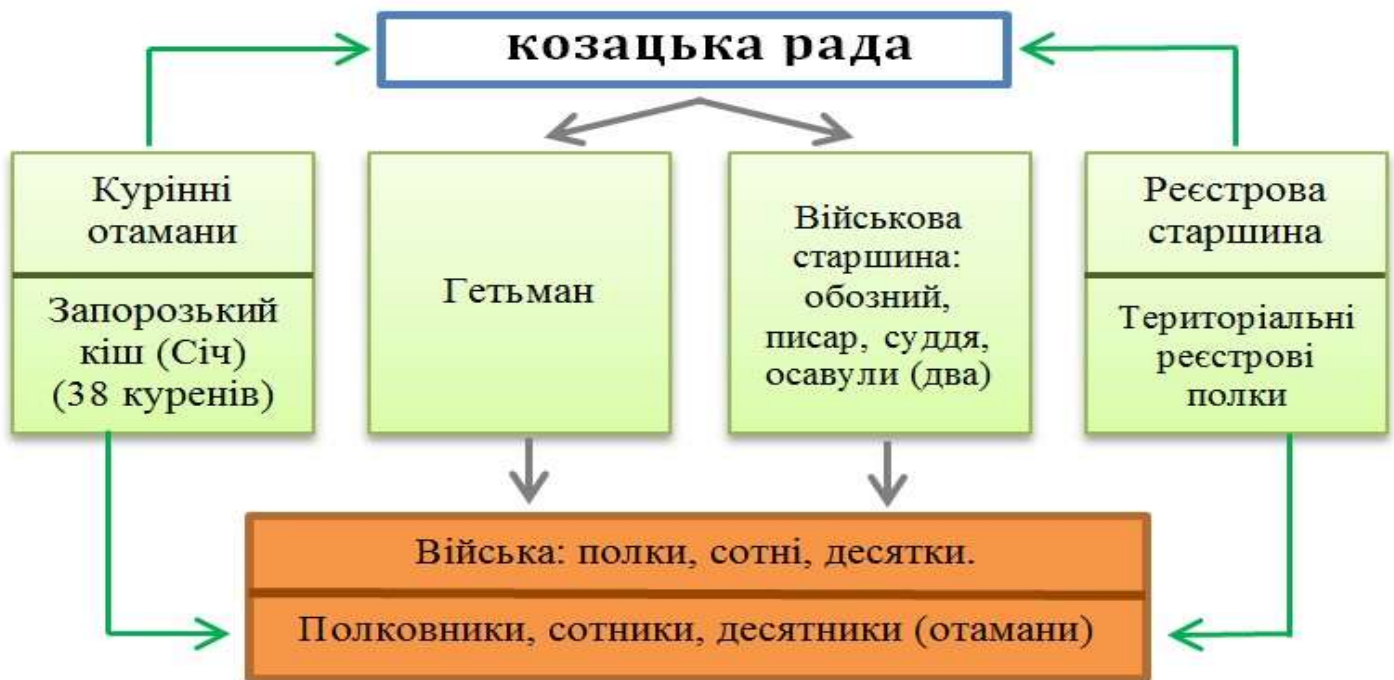 козацька рада
Курінні
отамани
Запорозький
кіш (Січ)
(38 куренів)
Гетьман
Військова
старшина:
обозний,
писар, суддя,
осавули (два)
Реєстрова
старшина
Територіальні
реєстрові
полки
Війська: полки, сотні, десятки.
Полковники, сотники, десятники (отамани)